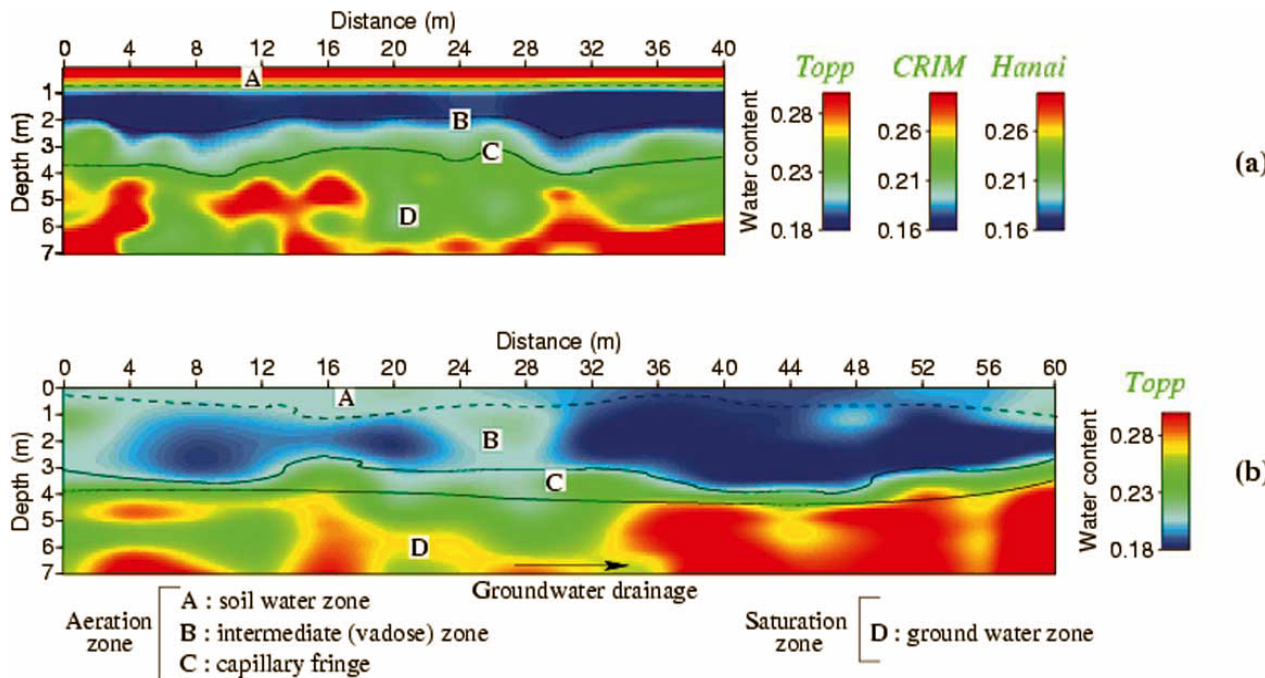 Distance (m)
0 4 8 12 16 20 24 28 32 36 40
Topp CRIM Hanai
Depth (m)
1
2
3
4
5
6
7
A
B
C
D
Water content
0.28
0.23
0.18
0.26
0.21
0.16
0.26
0.21
0.16
(a)
Distance (m)
0 4 8 12 16 20 24 28 32 36 40 44 48 52 56 60
Topp
Depth (m)
0
1
2
3
4
5
6
7
A
B
C
D
Water content
0.28
0.23
0.18
(b)
Groundwater drainage
Aeration zone
A : soil water zone
B : intermediate (vadose) zone
C : capillary fringe
Saturation zone
D : ground water zone